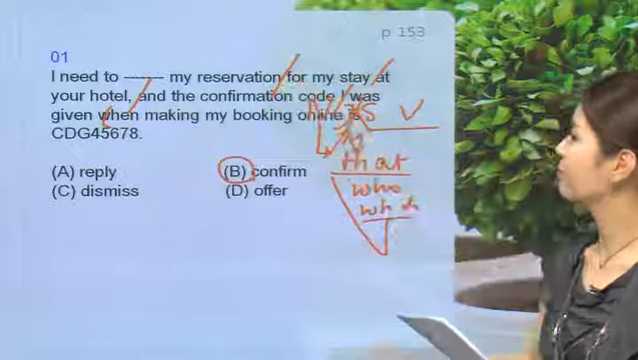 p 153
01
I need to ——— my reservation for my stay at
your hotel, and the confirmation code I was
given when making my booking online is
CDG45678.
(A) reply
(B) confirm
(C) dismiss
(D) offer
S V
that
who